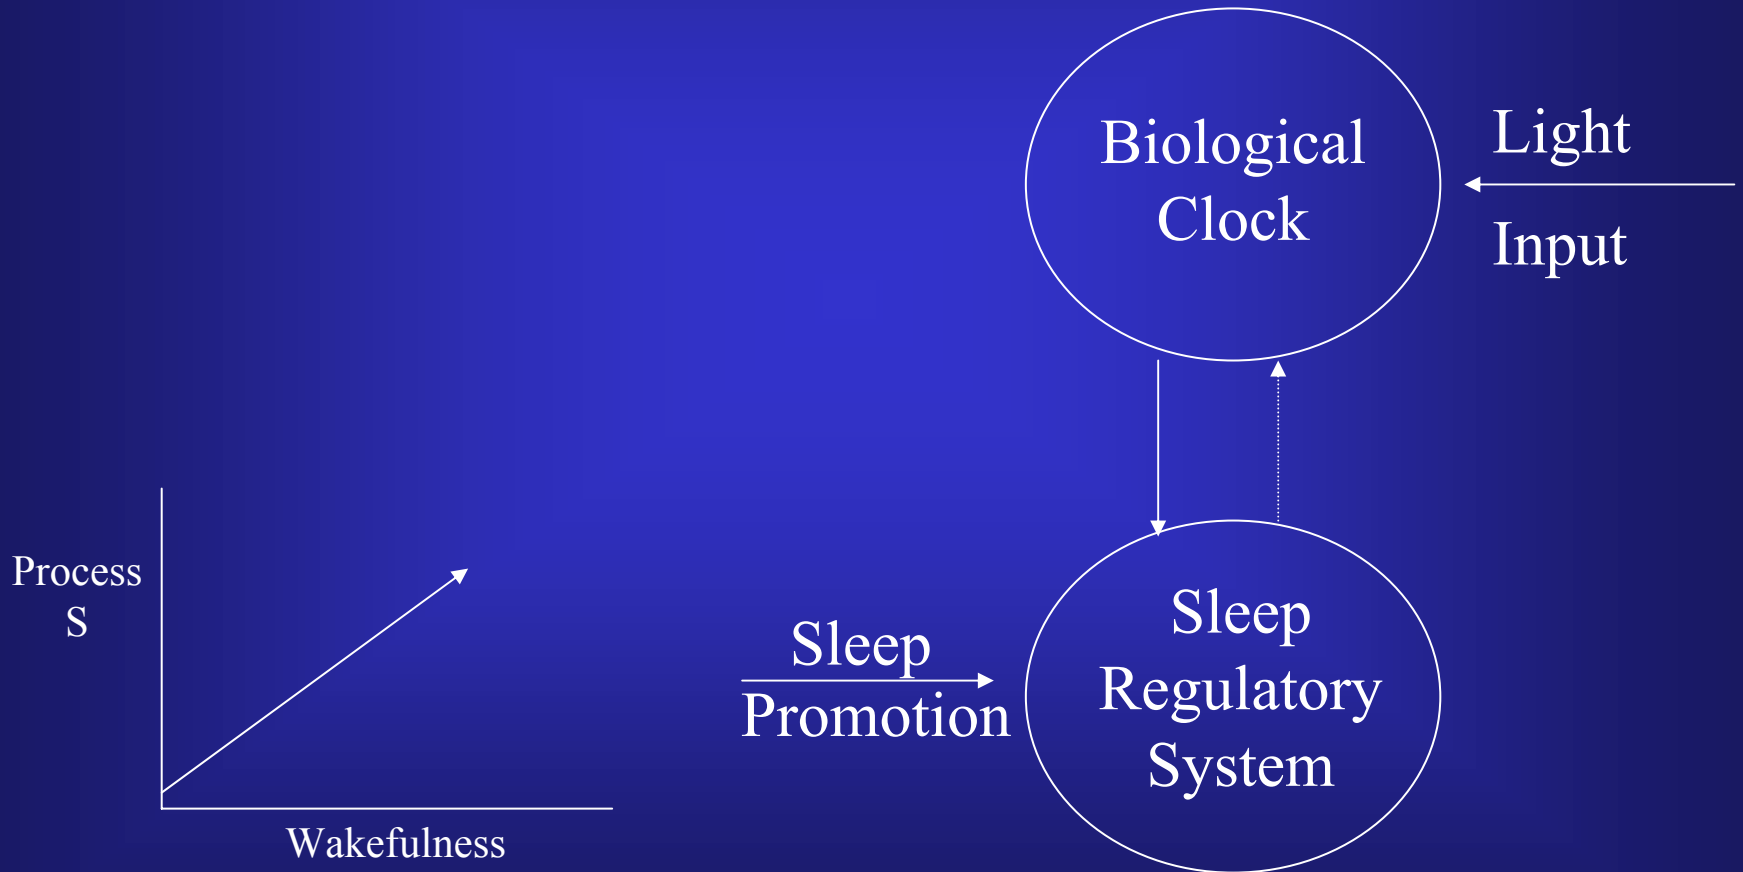 Biological
Clock
Light
Input
Process
S
Wakefulness
Sleep
Promotion
Sleep
Regulatory
System